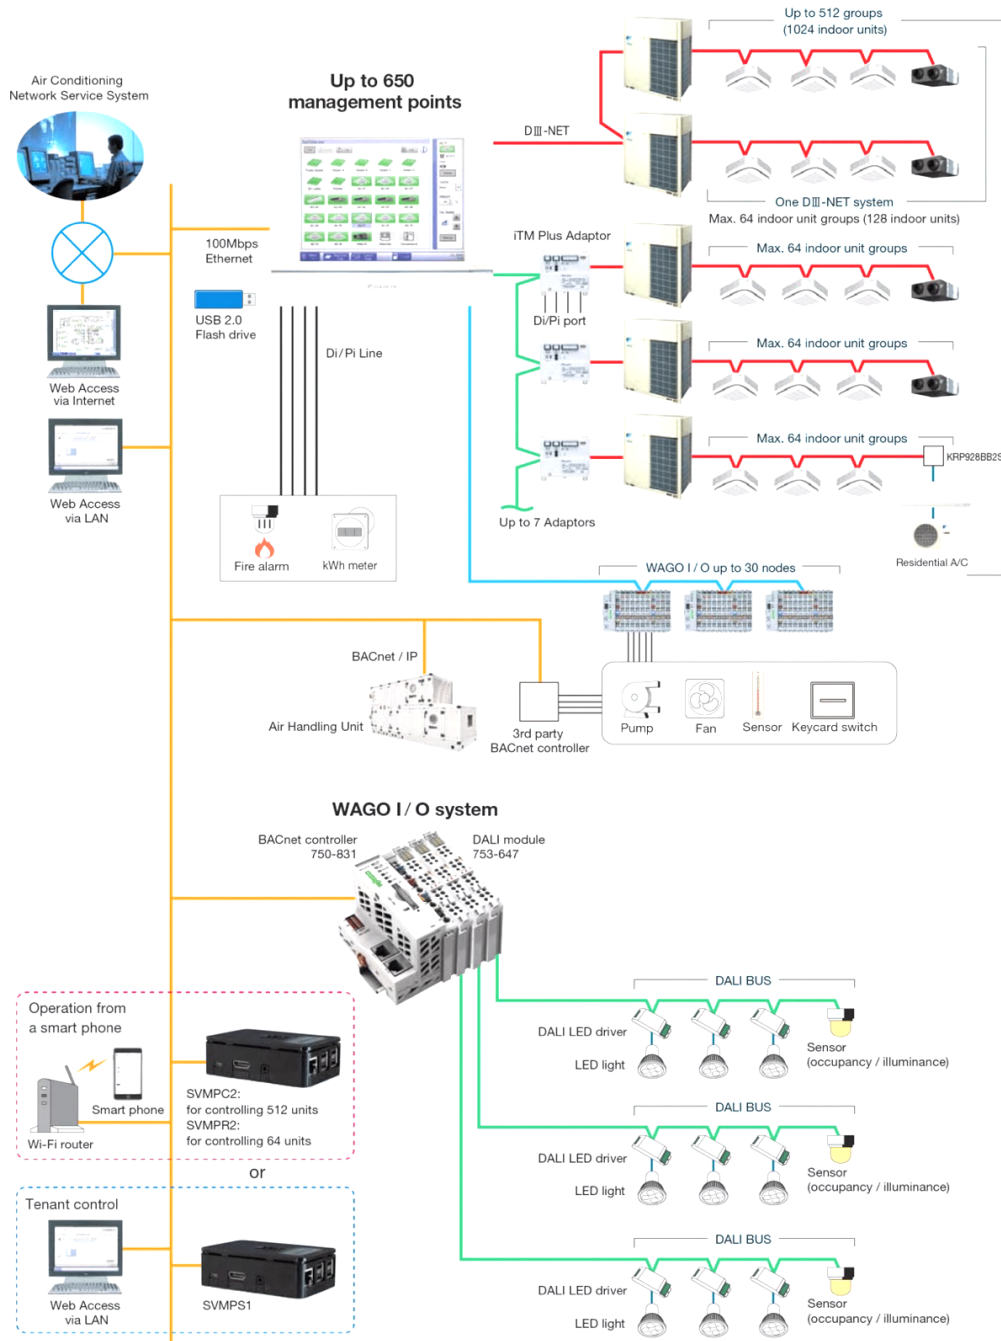 Up to 512 groups
(1024 indoor units)
Air Conditioning
Network Service System
Up to 650
management points
DⅢ-NET
One DⅢ-NET system
Max. 64 indoor unit groups (128 indoor units)
100Mbps
Ethernet
iTM Plus Adaptor
Max. 64 indoor unit groups
USB 2.0
Flash drive
Di/Pi port
Di/Pi Line
Max. 64 indoor unit groups
Web Access
via Internet
Max. 64 indoor unit groups
KRP928BB2S
Web Access
via LAN
Up to 7 Adaptors
Fire alarm
kWh meter
Residential A/C
WAGO I / O up to 30 nodes
BACnet / IP
Air Handling Unit
3rd party
BACnet controller
Pump
Fan
Sensor
Keycard switch
WAGO I / O system
BACnet controller
750-831
DALI module
753-647
DALI BUS
Operation from
a smart phone
DALI LED driver
LED light
Sensor
(occupancy / illuminance)
SVMPC2:
for controlling 512 units
SVMPR2:
for controlling 64 units
Smart phone
Wi-Fi router
DALI BUS
DALI LED driver
LED light
Sensor
(occupancy / illuminance)
or
Tenant control
DALI BUS
DALI LED driver
LED light
Sensor
(occupancy / illuminance)
Web Access
via LAN
SVMPS1